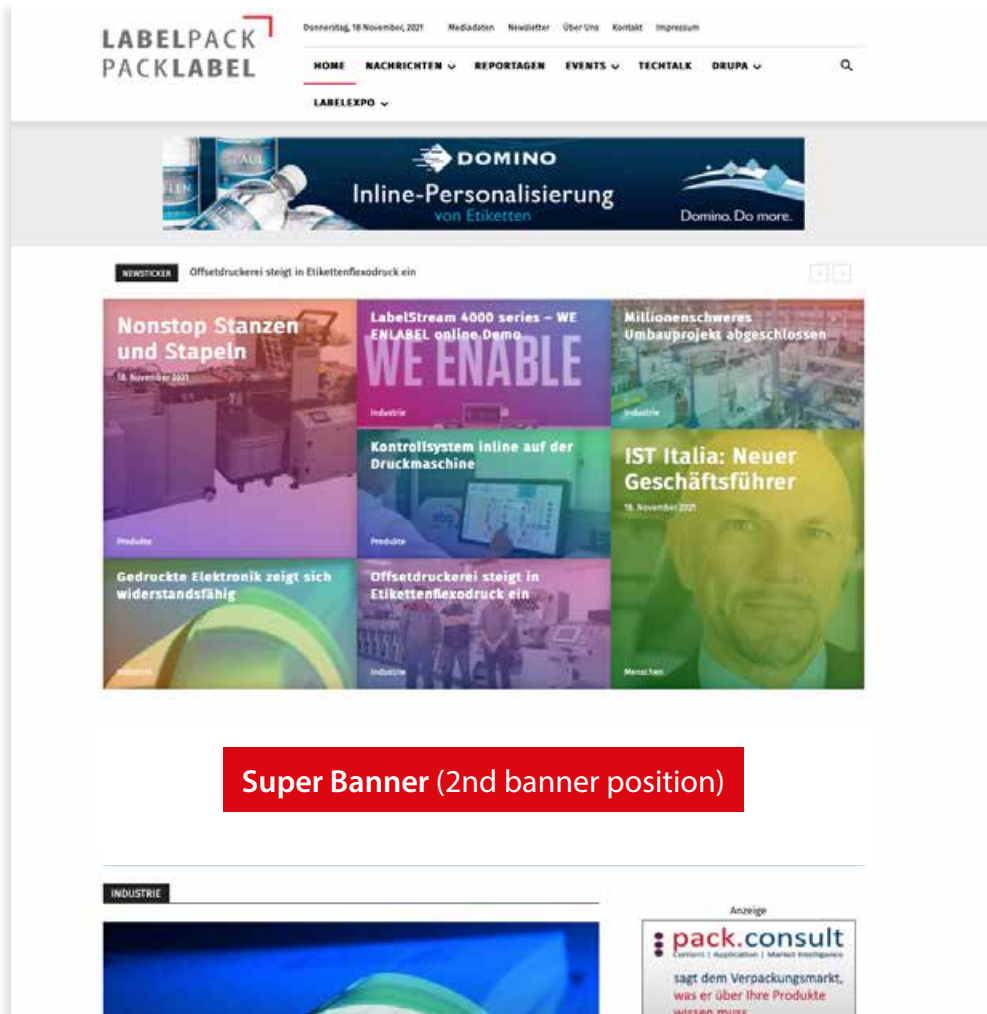 LABELPACK
PACKLABEL
Donnerstag, 18 November, 2021 Mediadaten Newsletter Über Uns Kontakt Impressum
HOME NACHRICHTEN REPORTAGEN EVENTS TECHTALK DRUPA
LABELEXPO
DOMINO
Inline-Personalisierung
von Etiketten
Domino. Do more.
NEWSTICKER Offsetdruckerei steigt in Etikettenflexodruck ein
Nonstop Stanzen
und Stapeln
18. November 2021
Produkte
LabelStream 4000 series – WE
ENLABEL online Demo
WE ENABLE
Industrie
Millionenschweres
Umbauprojekt abgeschlossen
Industrie
Kontrollsystem inline auf der
Druckmaschine
Produkte
IST Italia: Neuer
Geschäftsführer
18. November 2021
Menschen
Gedruckte Elektronik zeigt sich
widerstandsfähig
Industrie
Offsetdruckerei steigt in
Etikettenflexodruck ein
Industrie
Super Banner (2nd banner position)
INDUSTRIE
Anzeige
pack.consult
Content | Application | Market Intelligence
sagt dem Verpackungsmarkt,
was er über Ihre Produkte
wissen muss